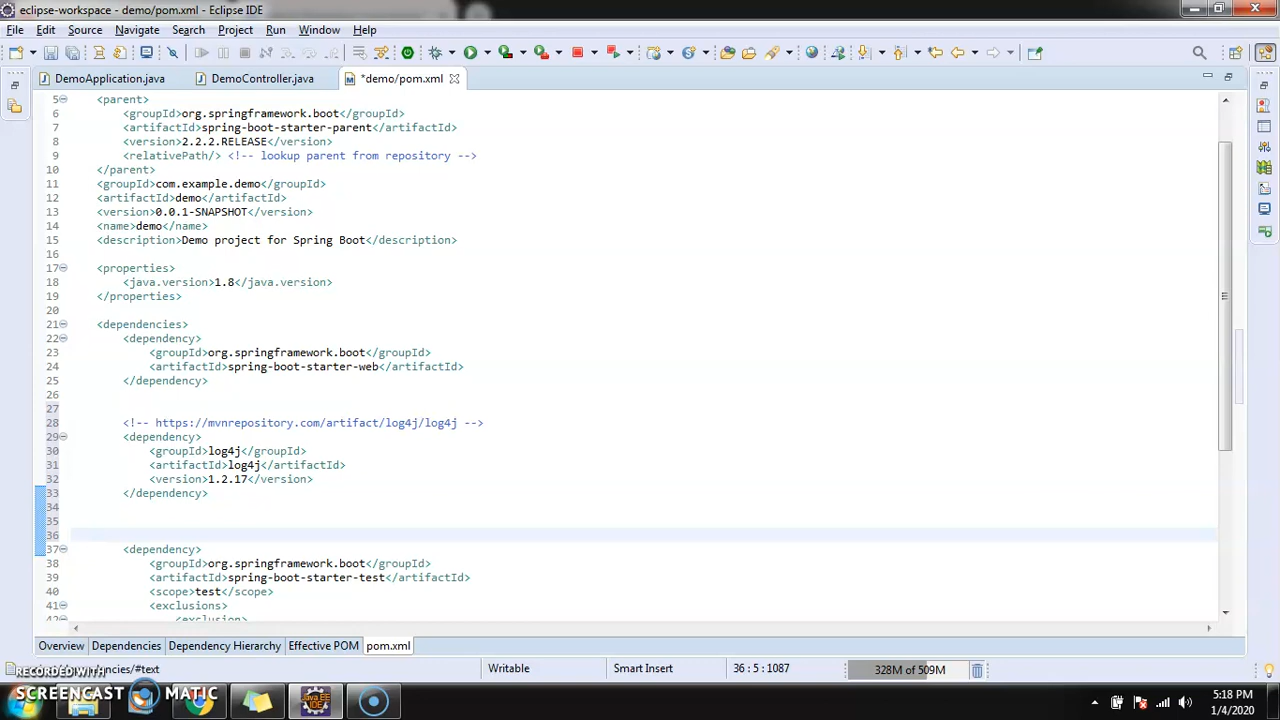 eclipse-workspace - demo/pom.xml - Eclipse IDE
File Edit Source Navigate Search Project Run Window Help
DemoApplication.java DemoController.java *demo/pom.xml
5 <parent>
6 <groupId>org.springframework.boot</groupId>
7 <artifactId>spring-boot-starter-parent</artifactId>
8 <version>2.2.2.RELEASE</version>
9 <relativePath/> <!-- lookup parent from repository -->
10 </parent>
11 <groupId>com.example.demo</groupId>
12 <artifactId>demo</artifactId>
13 <version>0.0.1-SNAPSHOT</version>
14 <name>demo</name>
15 <description>Demo project for Spring Boot</description>
16
17 <properties>
18 <java.version>1.8</java.version>
19 </properties>
20
21 <dependencies>
22 <dependency>
23 <groupId>org.springframework.boot</groupId>
24 <artifactId>spring-boot-starter-web</artifactId>
25 </dependency>
26
27
28 <!-- https://mvnrepository.com/artifact/log4j/log4j -->
29 <dependency>
30 <groupId>log4j</groupId>
31 <artifactId>log4j</artifactId>
32 <version>1.2.17</version>
33 </dependency>
34
35
36
37 <dependency>
38 <groupId>org.springframework.boot</groupId>
39 <artifactId>spring-boot-starter-test</artifactId>
40 <scope>test</scope>
41 <exclusions>
42 <exclusion>
Overview Dependencies Dependency Hierarchy Effective POM pom.xml
Writable Smart Insert 36 : 5 : 1087 328M of 509M
RECORDED WITH
SCREENCAST MATIC
Java EE IDE
5:18 PM
1/4/2020